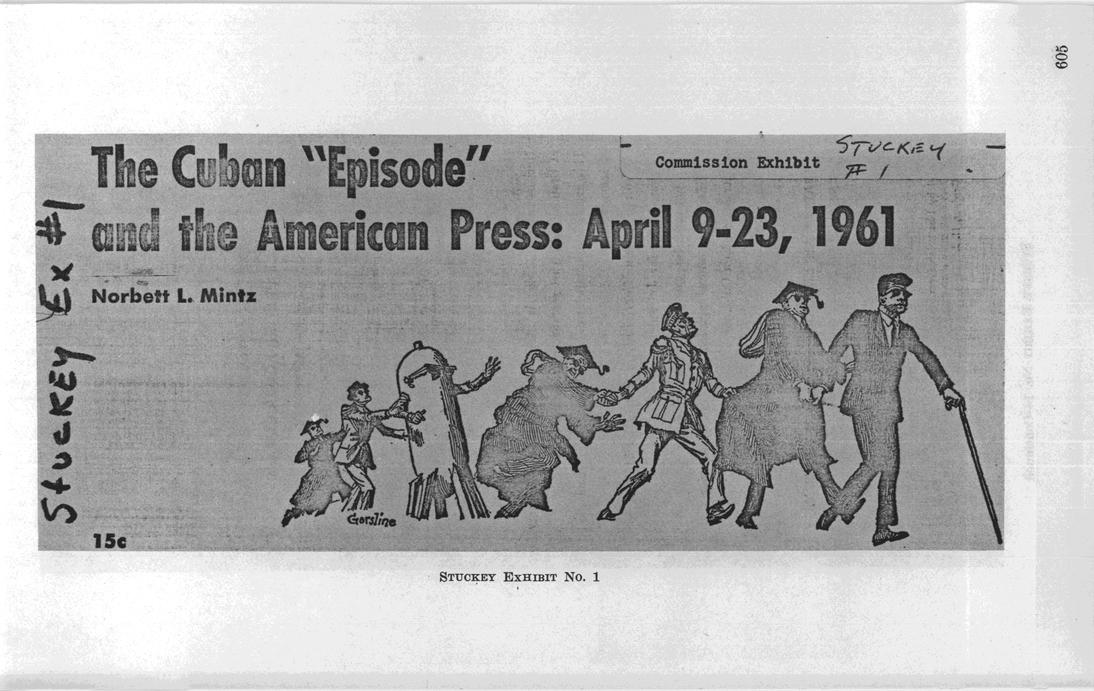 605
The Cuban "Episode"
and the American Press: April 9-23, 1961
Commission Exhibit STUCKEY
# 1
Norbett L. Mintz
Stuckey Ex #1
Gorsline
15c
STUCKEY EXHIBIT NO. 1